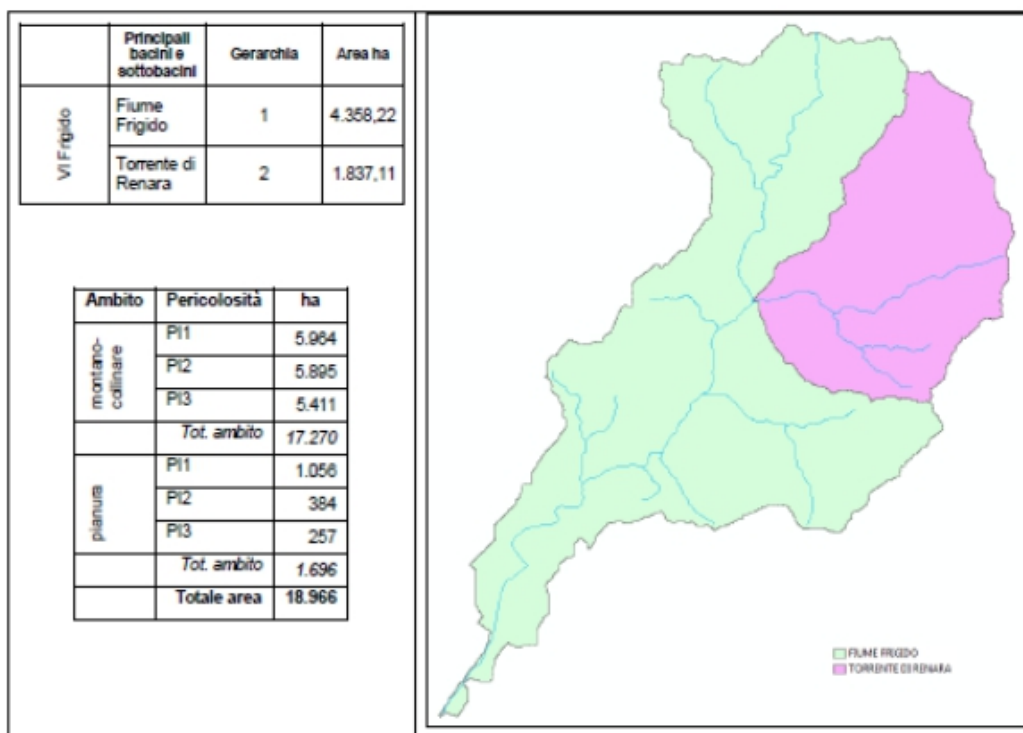 Principali
bacini e
sottobacini
Gerarchia
Area ha
VI Frigido
Fiume
Frigido
1
4.358,22
Torrente di
Renara
2
1.837,11
Ambito
Pericolosità
ha
montano-
collinare
PI1
5.964
PI2
5.895
PI3
5.411
Tot. ambito
17.270
pianura
PI1
1.056
PI2
384
PI3
257
Tot. ambito
1.696
Totale area
18.966
FIUME FRIGIDO
TORRENTE DI RENARA